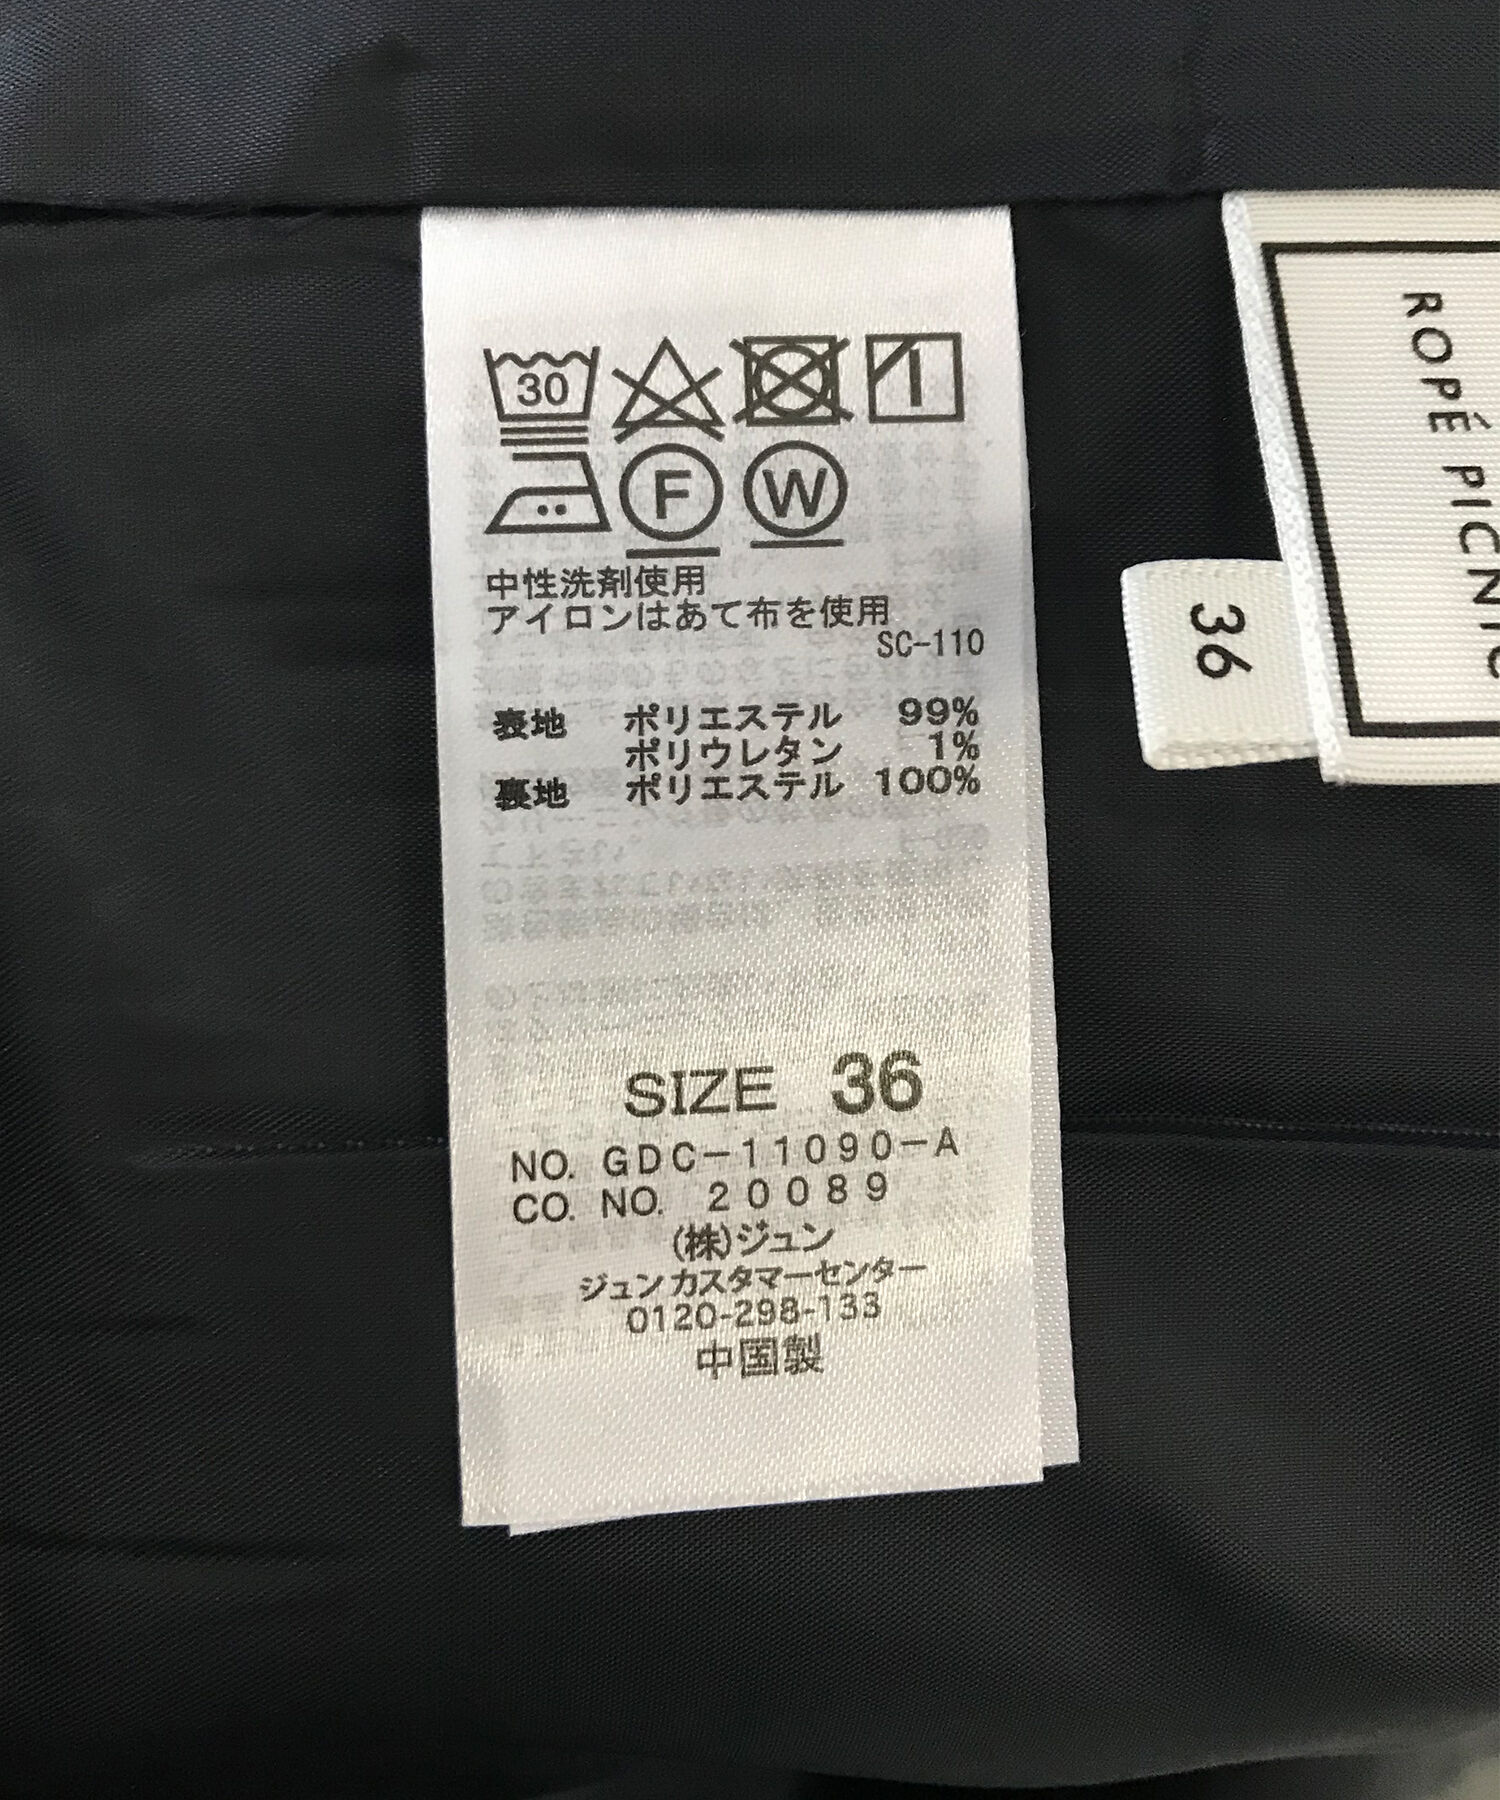 30
F W
中性洗剤使用
アイロンはあて布を使用
SC-110
表地 ポリエステル 99%
ポリウレタン 1%
裏地 ポリエステル 100%
SIZE 36
NO. GDC-11090-A
CO. NO. 20089
(株)ジュン
ジュンカスタマーセンター
0120-298-133
中国製
36
ROPÉ PICNIC